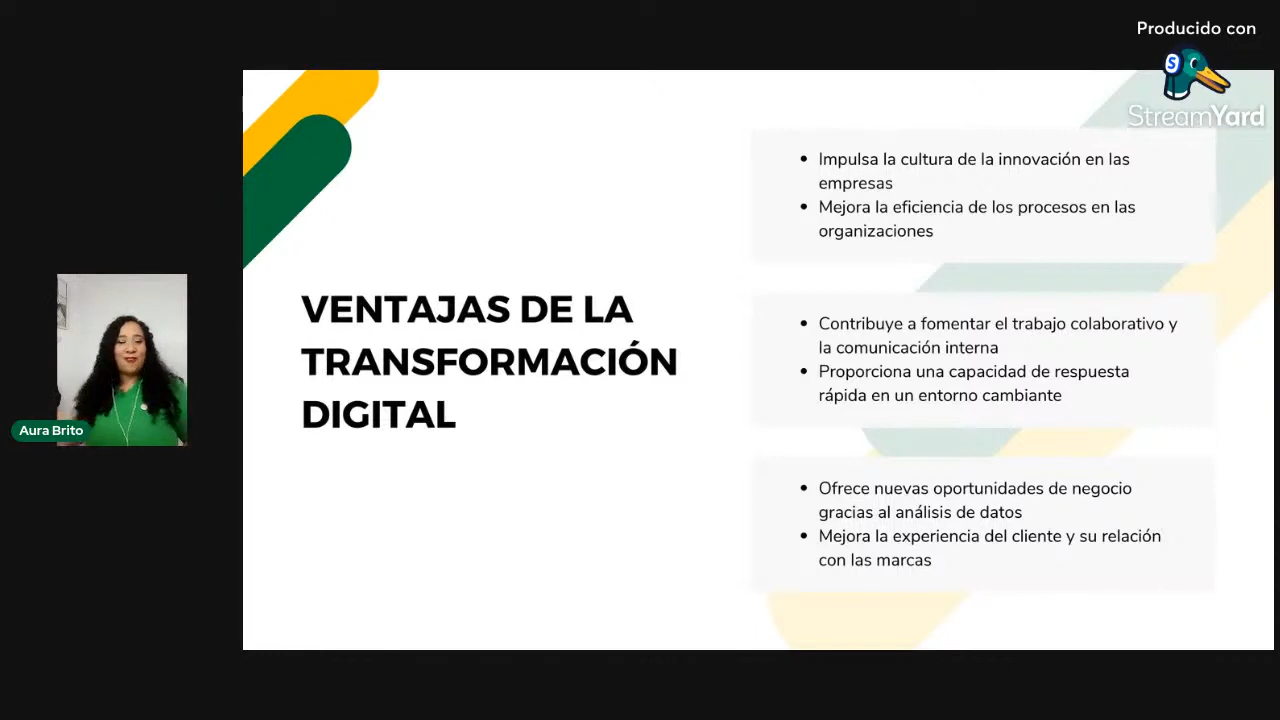 Producido con
S
StreamYard
VENTAJAS DE LA
TRANSFORMACIÓN
DIGITAL
• Impulsa la cultura de la innovación en las
empresas
• Mejora la eficiencia de los procesos en las
organizaciones
• Contribuye a fomentar el trabajo colaborativo y
la comunicación interna
• Proporciona una capacidad de respuesta
rápida en un entorno cambiante
• Ofrece nuevas oportunidades de negocio
gracias al análisis de datos
• Mejora la experiencia del cliente y su relación
con las marcas
Aura Brito